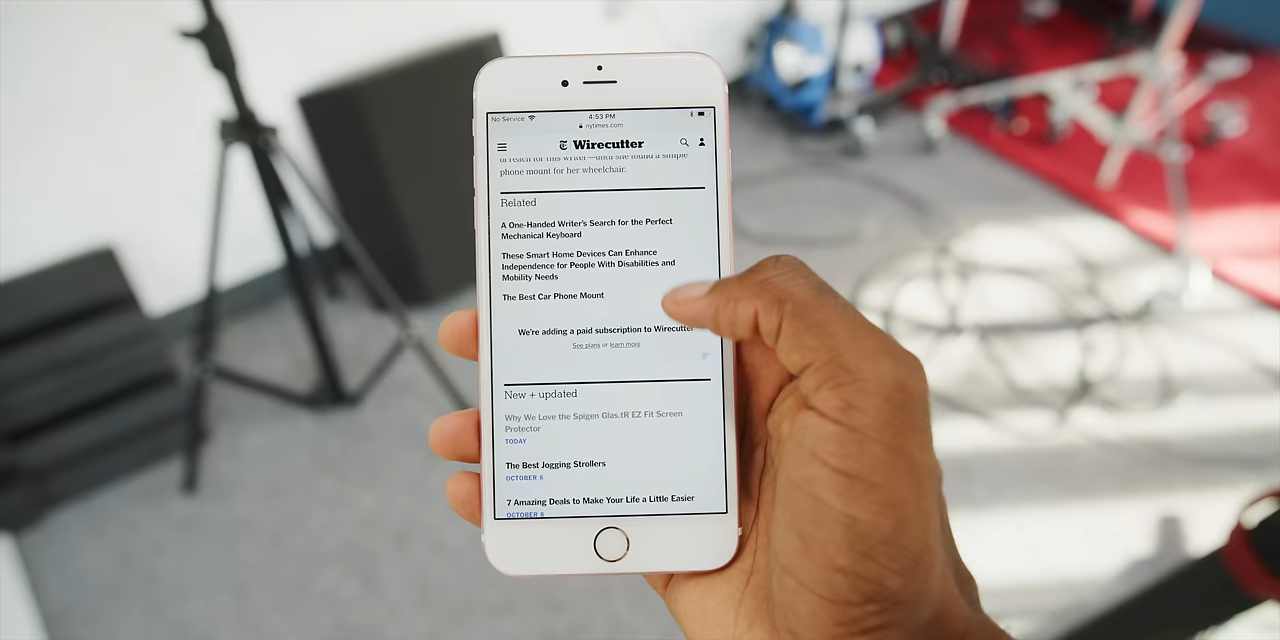 No Service
4:53 PM
nytimes.com
Wirecutter
of reach for this writer—until she found a simple
phone mount for her wheelchair.
Related
A One-Handed Writer's Search for the Perfect
Mechanical Keyboard
These Smart Home Devices Can Enhance
Independence for People With Disabilities and
Mobility Needs
The Best Car Phone Mount
We're adding a paid subscription to Wirecutter
See plans or learn more
New + updated
Why We Love the Spigen Glas.tR EZ Fit Screen
Protector
TODAY
The Best Jogging Strollers
OCTOBER 8
7 Amazing Deals to Make Your Life a Little Easier
OCTOBER 8